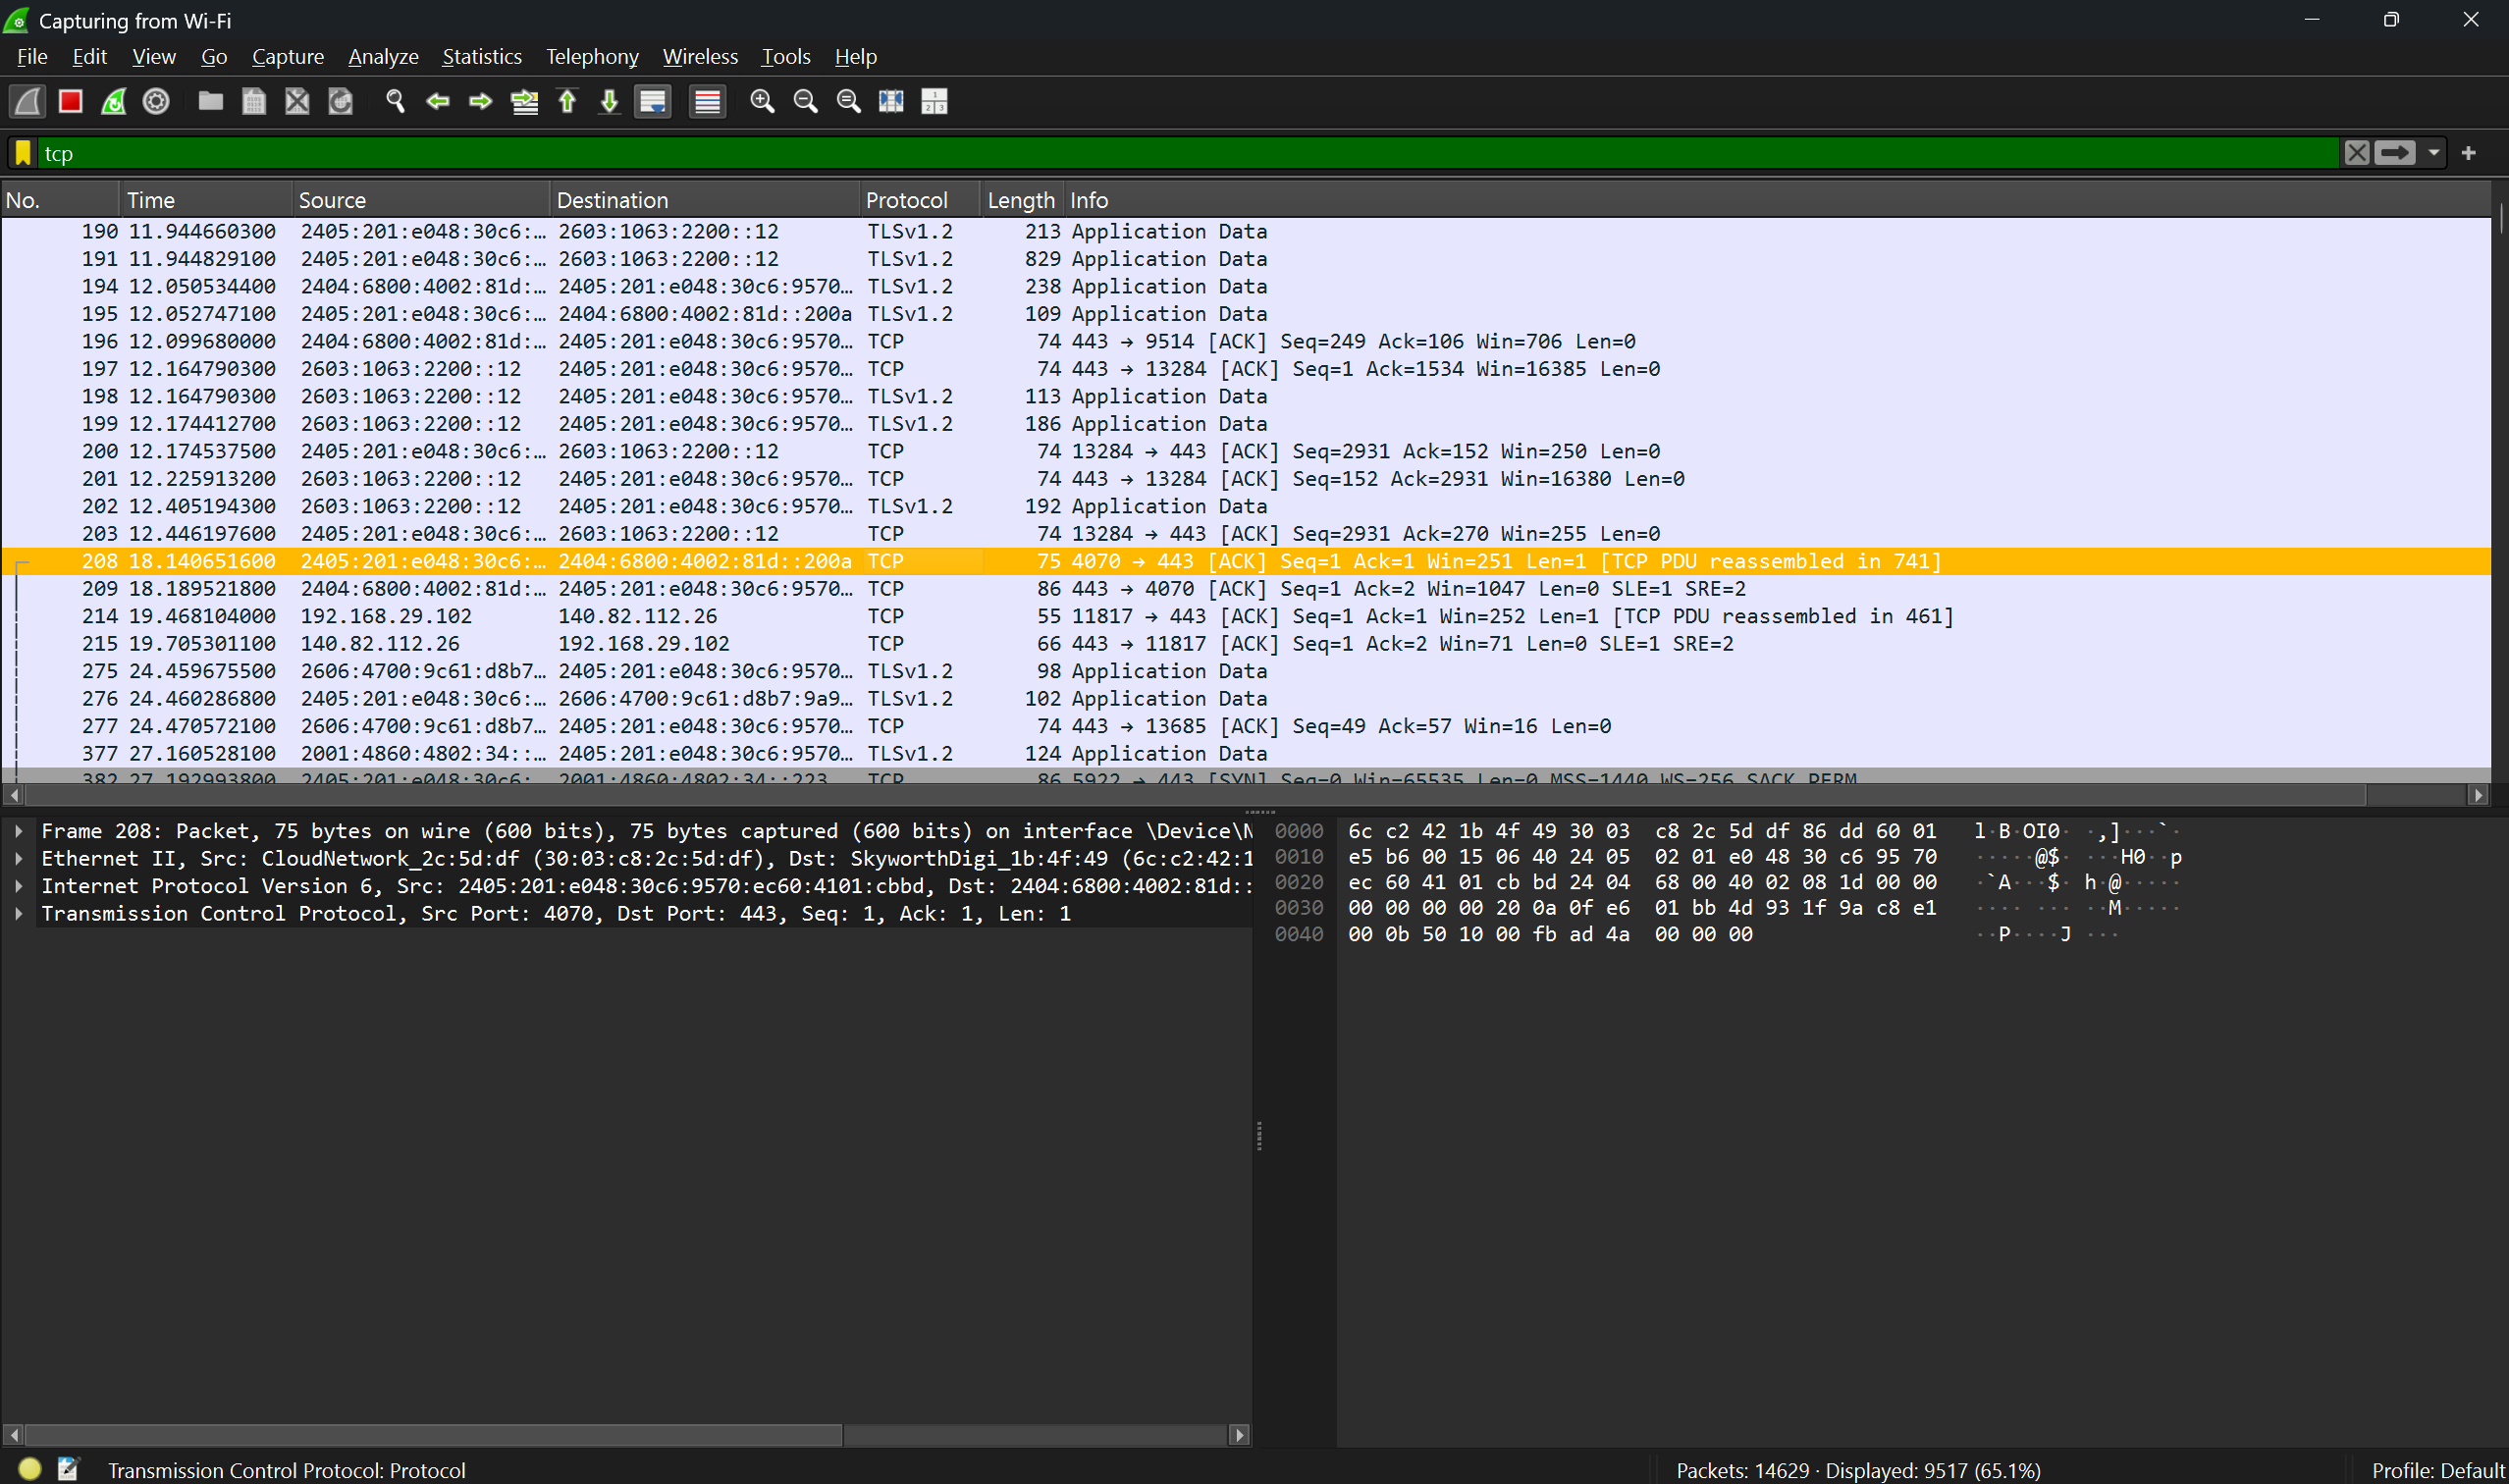 Capturing from Wi-Fi
File Edit View Go Capture Analyze Statistics Telephony Wireless Tools Help
tcp
No. Time Source Destination Protocol Length Info
190 11.944660300 2405:201:e048:30c6:… 2603:1063:2200::12 TLSv1.2 213 Application Data
191 11.944829100 2405:201:e048:30c6:… 2603:1063:2200::12 TLSv1.2 829 Application Data
194 12.050534400 2404:6800:4002:81d:… 2405:201:e048:30c6:9570… TLSv1.2 238 Application Data
195 12.052747100 2405:201:e048:30c6:… 2404:6800:4002:81d::200a TLSv1.2 109 Application Data
196 12.099680000 2404:6800:4002:81d:… 2405:201:e048:30c6:9570… TCP 74 443 → 9514 [ACK] Seq=249 Ack=106 Win=706 Len=0
197 12.164790300 2603:1063:2200::12 2405:201:e048:30c6:9570… TCP 74 443 → 13284 [ACK] Seq=1 Ack=1534 Win=16385 Len=0
198 12.164790300 2603:1063:2200::12 2405:201:e048:30c6:9570… TLSv1.2 113 Application Data
199 12.174412700 2603:1063:2200::12 2405:201:e048:30c6:9570… TLSv1.2 186 Application Data
200 12.174537500 2405:201:e048:30c6:… 2603:1063:2200::12 TCP 74 13284 → 443 [ACK] Seq=2931 Ack=152 Win=250 Len=0
201 12.225913200 2603:1063:2200::12 2405:201:e048:30c6:9570… TCP 74 443 → 13284 [ACK] Seq=152 Ack=2931 Win=16380 Len=0
202 12.405194300 2603:1063:2200::12 2405:201:e048:30c6:9570… TLSv1.2 192 Application Data
203 12.446197600 2405:201:e048:30c6:… 2603:1063:2200::12 TCP 74 13284 → 443 [ACK] Seq=2931 Ack=270 Win=255 Len=0
208 18.140651600 2405:201:e048:30c6:… 2404:6800:4002:81d::200a TCP 75 4070 → 443 [ACK] Seq=1 Ack=1 Win=251 Len=1 [TCP PDU reassembled in 741]
209 18.189521800 2404:6800:4002:81d:… 2405:201:e048:30c6:9570… TCP 86 443 → 4070 [ACK] Seq=1 Ack=2 Win=1047 Len=0 SLE=1 SRE=2
214 19.468104000 192.168.29.102 140.82.112.26 TCP 55 11817 → 443 [ACK] Seq=1 Ack=1 Win=252 Len=1 [TCP PDU reassembled in 461]
215 19.705301100 140.82.112.26 192.168.29.102 TCP 66 443 → 11817 [ACK] Seq=1 Ack=2 Win=71 Len=0 SLE=1 SRE=2
275 24.459675500 2606:4700:9c61:d8b7… 2405:201:e048:30c6:9570… TLSv1.2 98 Application Data
276 24.460286800 2405:201:e048:30c6:… 2606:4700:9c61:d8b7:9a9… TLSv1.2 102 Application Data
277 24.470572100 2606:4700:9c61:d8b7… 2405:201:e048:30c6:9570… TCP 74 443 → 13685 [ACK] Seq=49 Ack=57 Win=16 Len=0
377 27.160528100 2001:4860:4802:34::… 2405:201:e048:30c6:9570… TLSv1.2 124 Application Data
382 27.192993800 2405:201:e048:30c6: 2001:4860:4802:34::223 TCP 86 5922 → 443 [SYN] Seq=0 Win=65535 Len=0 MSS=1440 WS=256 SACK_PERM
Frame 208: Packet, 75 bytes on wire (600 bits), 75 bytes captured (600 bits) on interface \Device\N
Ethernet II, Src: CloudNetwork_2c:5d:df (30:03:c8:2c:5d:df), Dst: SkyworthDigi_1b:4f:49 (6c:c2:42:1
Internet Protocol Version 6, Src: 2405:201:e048:30c6:9570:ec60:4101:cbbd, Dst: 2404:6800:4002:81d::
Transmission Control Protocol, Src Port: 4070, Dst Port: 443, Seq: 1, Ack: 1, Len: 1
0000 6c c2 42 1b 4f 49 30 03 c8 2c 5d df 86 dd 60 01 l·B·OI0· ·,]···`·
0010 e5 b6 00 15 06 40 24 05 02 01 e0 48 30 c6 95 70 ·····@$· ···H0··p
0020 ec 60 41 01 cb bd 24 04 68 00 40 02 08 1d 00 00 ·`A···$· h·@·····
0030 00 00 00 00 20 0a 0f e6 01 bb 4d 93 1f 9a c8 e1 ···· ··· ··M·····
0040 00 0b 50 10 00 fb ad 4a 00 00 00 ··P····J ···
Transmission Control Protocol: Protocol
Packets: 14629 · Displayed: 9517 (65.1%)
Profile: Default